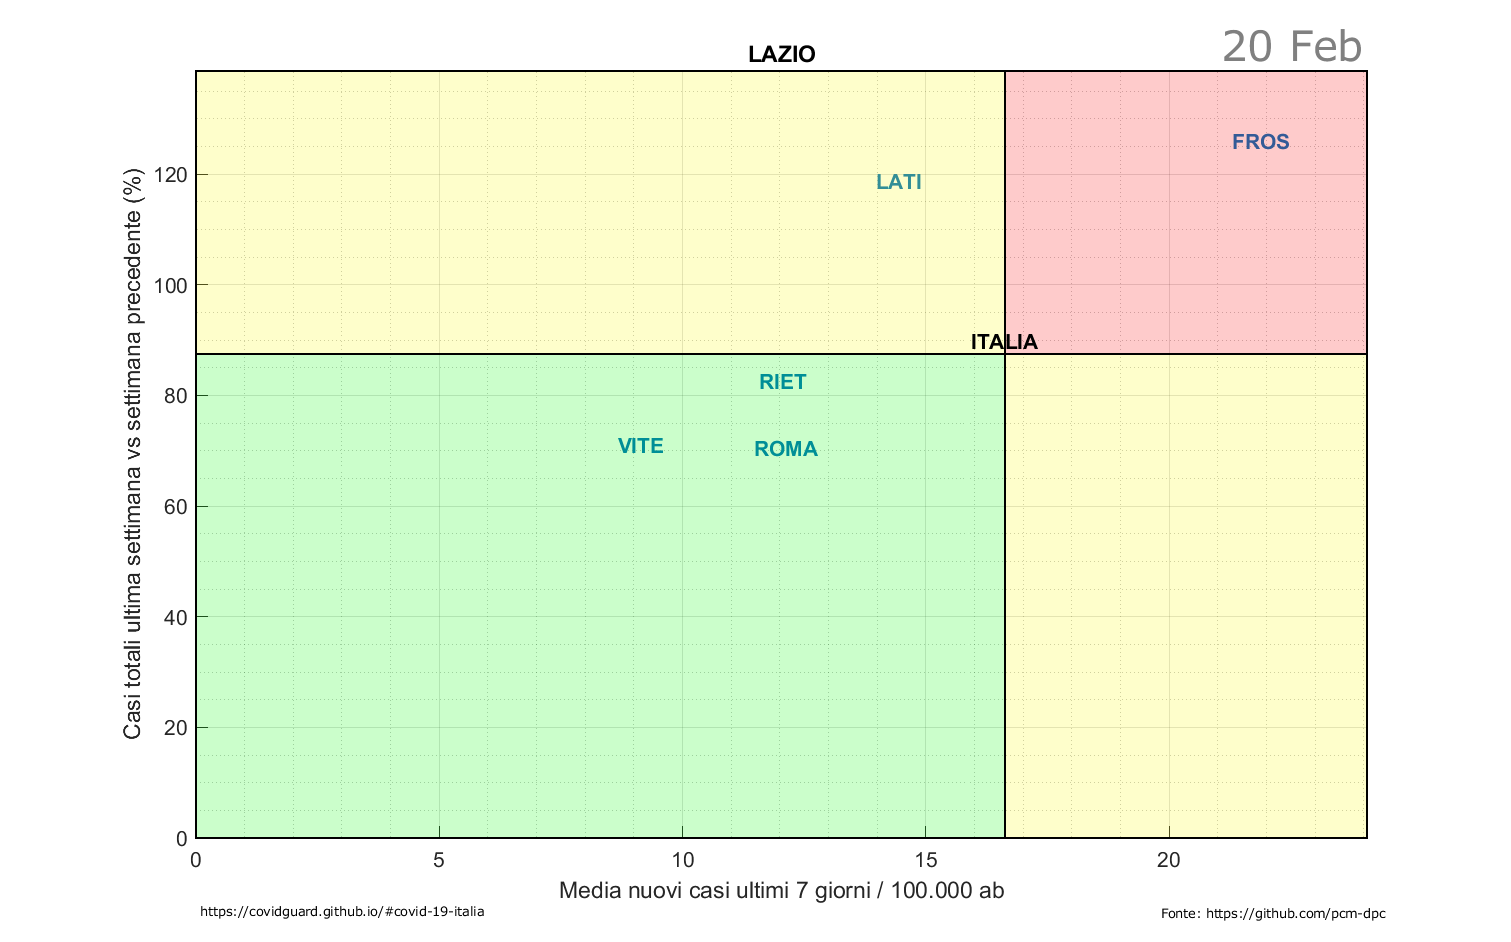 LAZIO
20 Feb
Casi totali ultima settimana vs settimana precedente (%)
120
100
80
60
40
20
0
FROS
LATI
ITALIA
RIET
VITE
ROMA
0 5 10 15 20
Media nuovi casi ultimi 7 giorni / 100.000 ab
https://covidguard.github.io/#covid-19-italia
Fonte: https://github.com/pcm-dpc